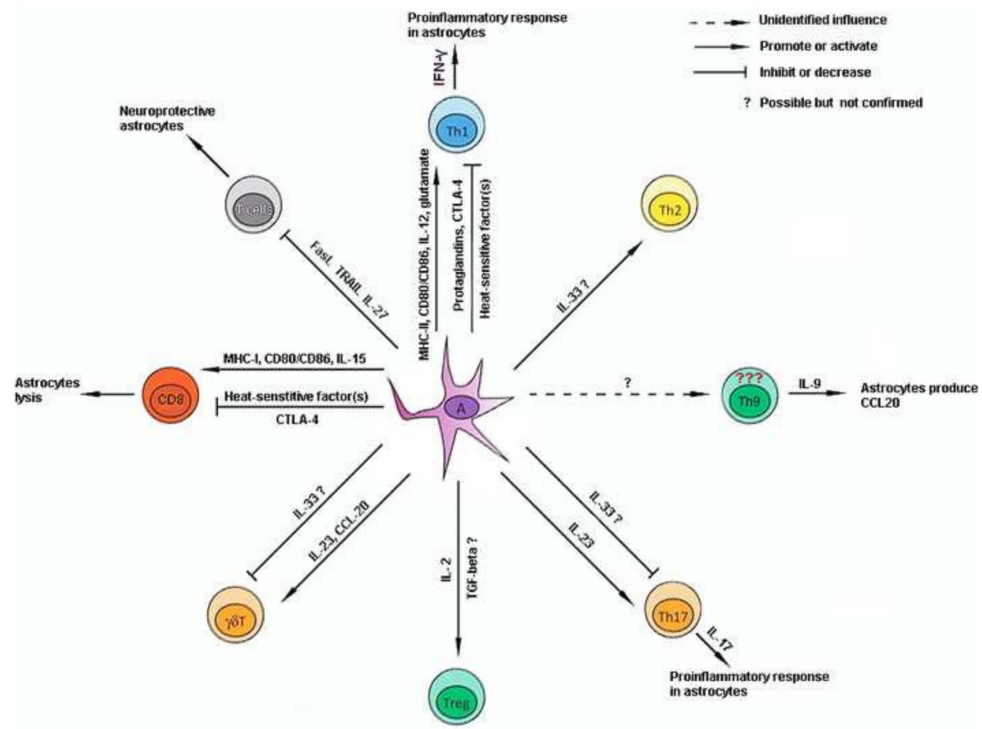 Proinflammatory response
in astrocytes
Unidentified influence
Promote or activate
Inhibit or decrease
? Possible but not confirmed
IFN-γ
Th1
Neuroprotective
astrocytes
T cells
Th2
MHC-II, CD80/CD86, IL-12, glutamate
Protaglandins, CTLA-4
Heat-sensitive factor(s)
FasL TRAIL IL-27
IL-33 ?
MHC-I, CD80/CD86, IL-15
Astrocytes
lysis
CD8
Heat-senstitive factor(s)
CTLA-4
A
?
???
Th9
IL-9
Astrocytes produce
CCL20
IL-33 ?
IL-23, CCL-20
IL-2
TGF-beta ?
IL-33 ?
IL-23
γδT
Th17
IL-17
Treg
Proinflammatory response
in astrocytes